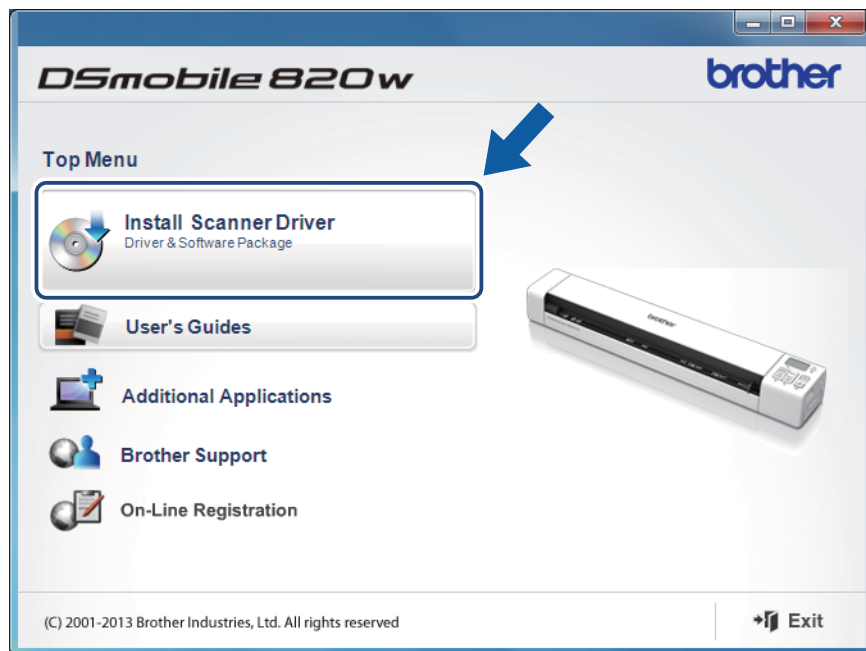 DSmobile 820w
brother
Top Menu
Install Scanner Driver
Driver & Software Package
User's Guides
brother
Additional Applications
Brother Support
On-Line Registration
(C) 2001-2013 Brother Industries, Ltd. All rights reserved
Exit